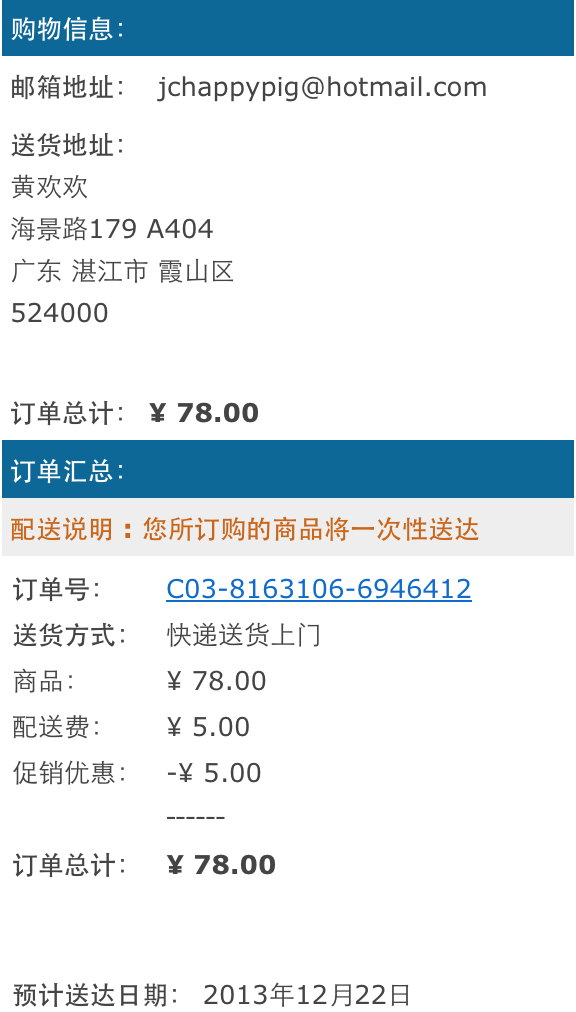 购物信息：
邮箱地址： jchappypig@hotmail.com
送货地址：
黄欢欢
海景路179 A404
广东 湛江市 霞山区
524000
订单总计： ¥ 78.00
订单汇总：
配送说明：您所订购的商品将一次性送达
订单号： C03-8163106-6946412
送货方式： 快递送货上门
商品： ¥ 78.00
配送费： ¥ 5.00
促销优惠： -¥ 5.00
------
订单总计： ¥ 78.00
预计送达日期： 2013年12月22日